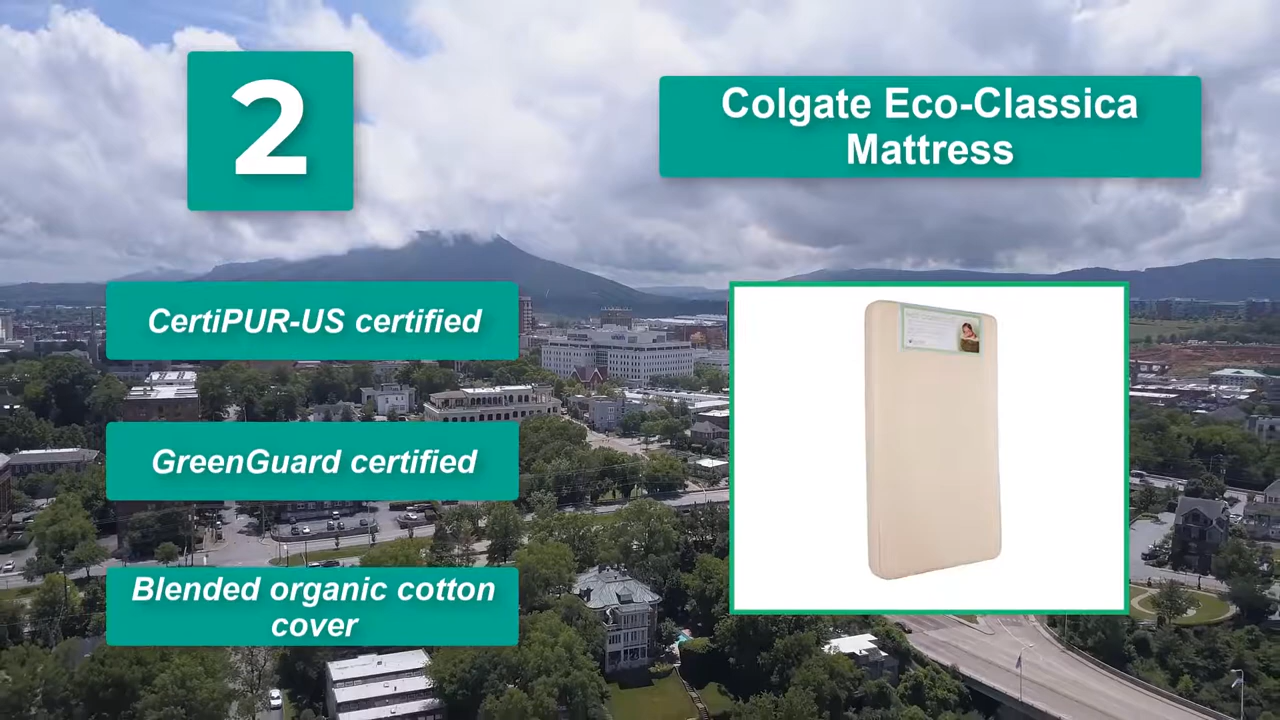 2
Colgate Eco-Classica
Mattress
CertiPUR-US certified
GreenGuard certified
Blended organic cotton
cover